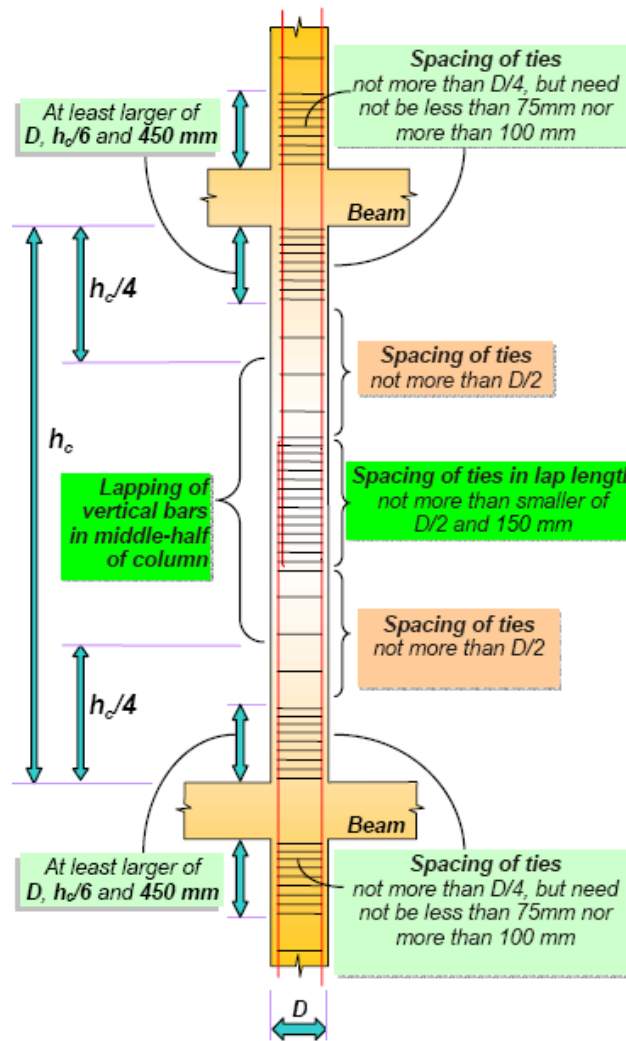 Spacing of ties
not more than D/4, but need
not be less than 75mm nor
more than 100 mm
At least larger of
D, hc/6 and 450 mm
Beam
hc/4
Spacing of ties
not more than D/2
hc
Lapping of
vertical bars
in middle-half
of column
Spacing of ties in lap length
not more than smaller of
D/2 and 150 mm
Spacing of ties
not more than D/2
hc/4
Beam
At least larger of
D, hc/6 and 450 mm
Spacing of ties
not more than D/4, but need
not be less than 75mm nor
more than 100 mm
D